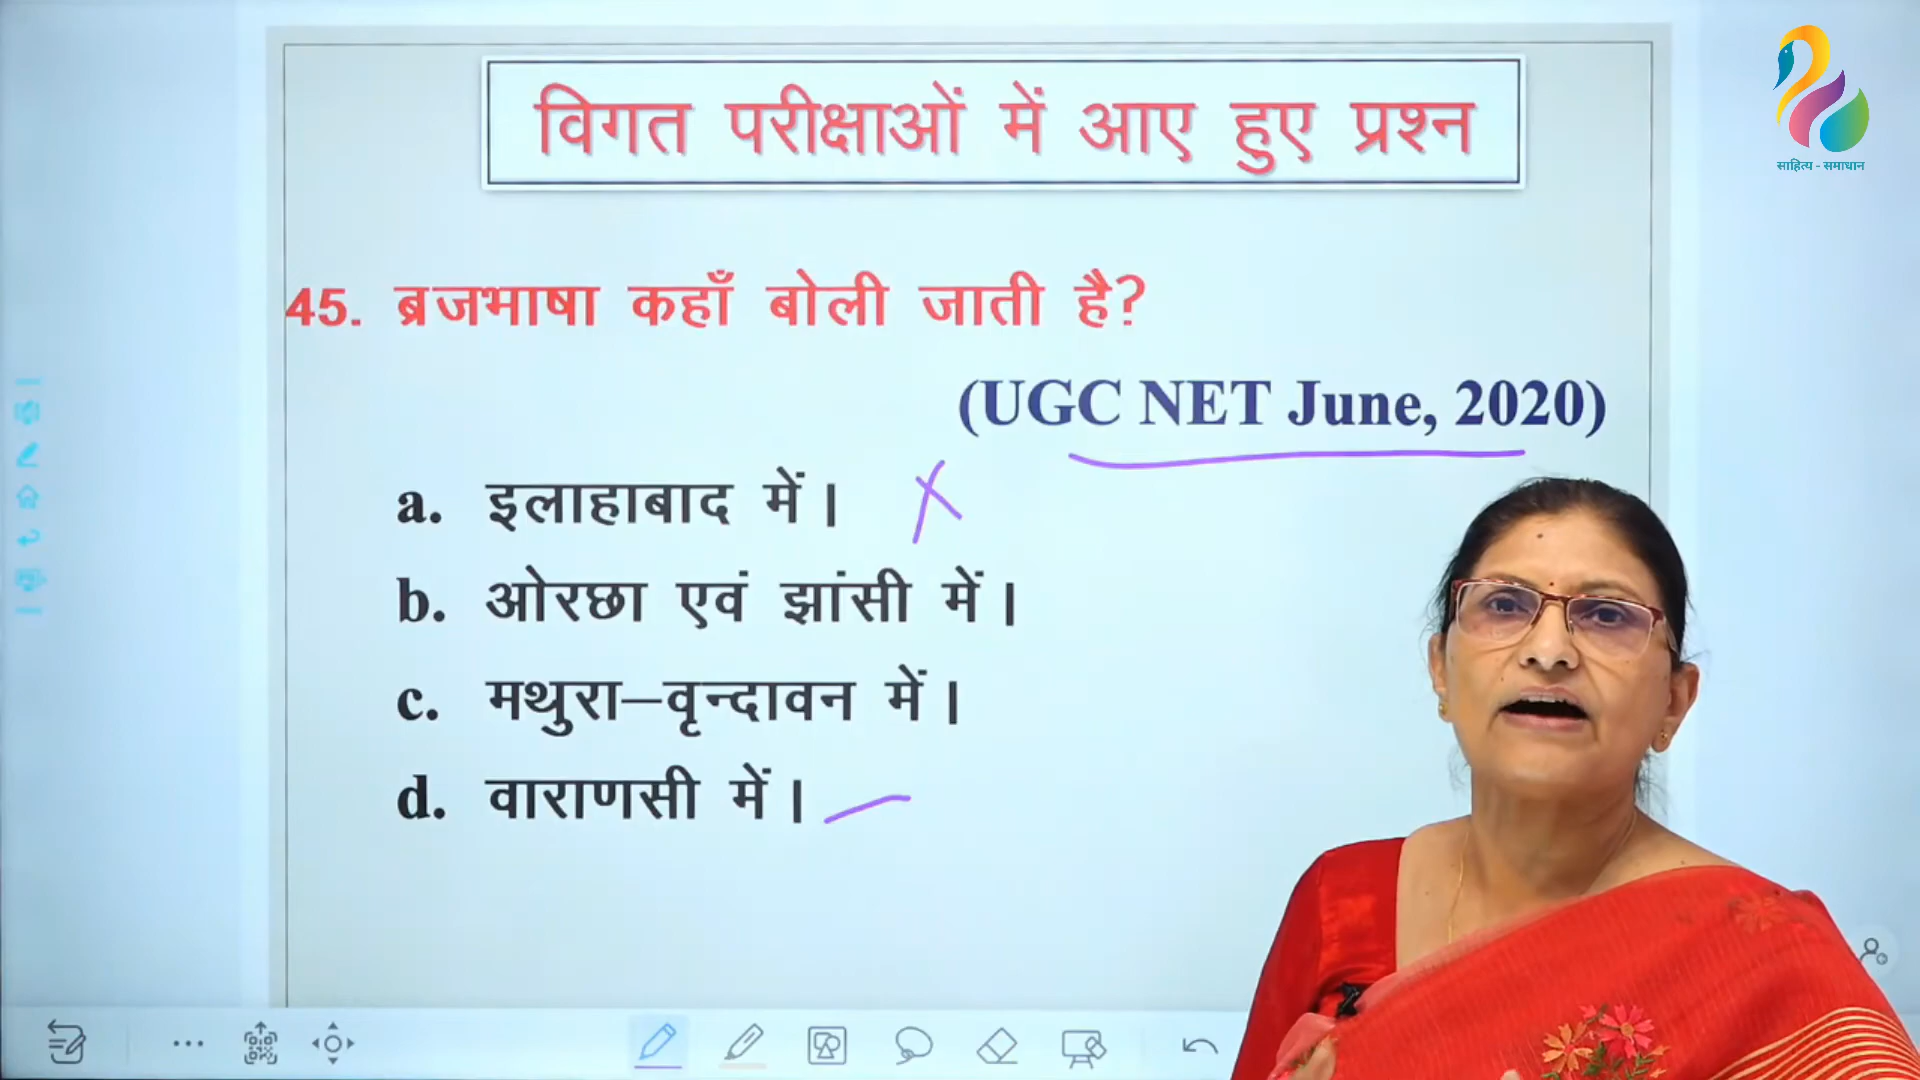 विगत परीक्षाओं में आए हुए प्रश्न
साहित्य - समाधान
45. ब्रजभाषा कहाँ बोली जाती है?
(UGC NET June, 2020)
a. इलाहाबाद में।
b. ओरछा एवं झांसी में।
c. मथुरा–वृन्दावन में।
d. वाराणसी में।